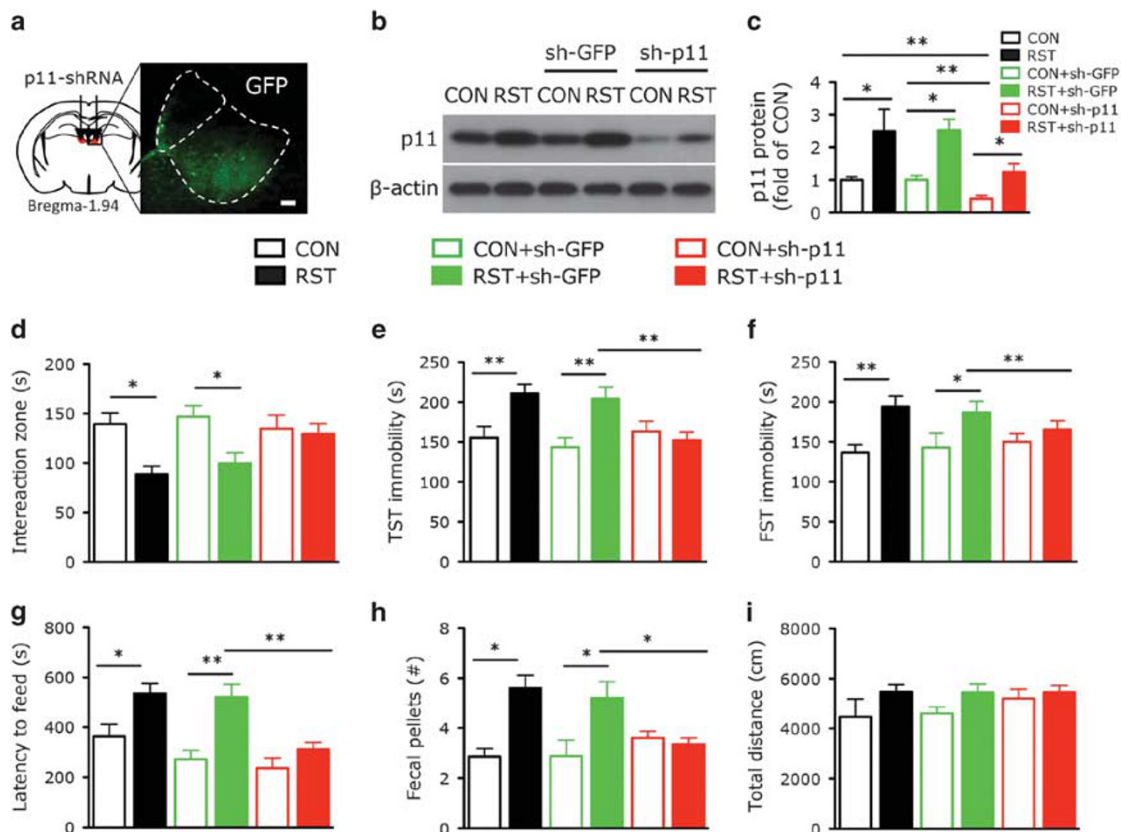 a
p11-shRNA
GFP
Bregma-1.94
b
sh-GFP sh-p11
CON RST CON RST CON RST
p11
β-actin
c
p11 protein
(fold of CON)
4
3
2
1
0
*
*
*
**
**
CON
RST
CON+sh-GFP
RST+sh-GFP
CON+sh-p11
RST+sh-p11
CON CON+sh-GFP CON+sh-p11
RST RST+sh-GFP RST+sh-p11
d
Intereaction zone (s)
200
150
100
50
0
* *
e
TST immobility (s)
250
200
150
100
50
0
** ** **
f
FST immobility (s)
250
200
150
100
50
0
** * **
g
Latency to feed (s)
800
600
400
200
0
* ** **
h
Fecal pellets (#)
8
6
4
2
0
* * *
i
Total distance (cm)
8000
6000
4000
2000
0